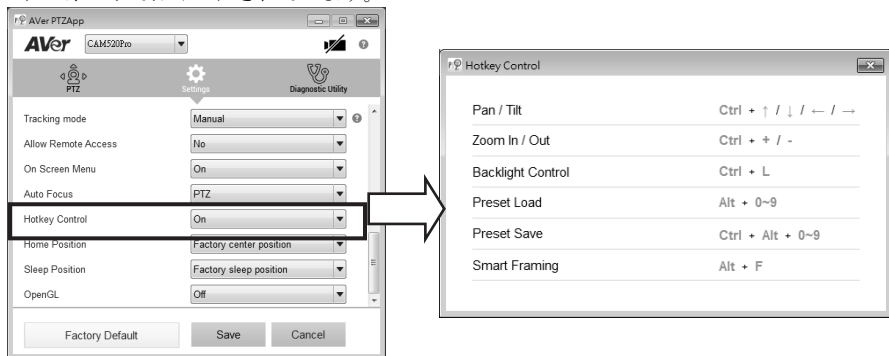 AVer PTZApp
AVer
CAM520Pro
PTZ
Settings
Diagnostic Utility
Tracking mode Manual
Allow Remote Access No
On Screen Menu On
Auto Focus PTZ
Hotkey Control On
Home Position Factory center position
Sleep Position Factory sleep position
OpenGL Off
Factory Default Save Cancel
Hotkey Control
Pan / Tilt Ctrl + ↑ / ↓ / ← / →
Zoom In / Out Ctrl + + / -
Backlight Control Ctrl + L
Preset Load Alt + 0~9
Preset Save Ctrl + Alt + 0~9
Smart Framing Alt + F